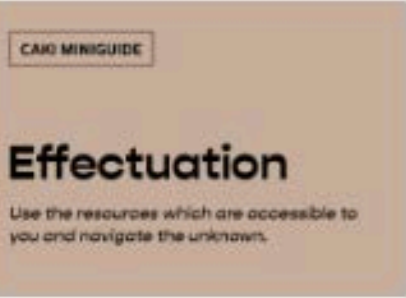 CAKI MINIGUIDE
Effectuation
Use the resources which are accessible to
you and navigate the unknown.